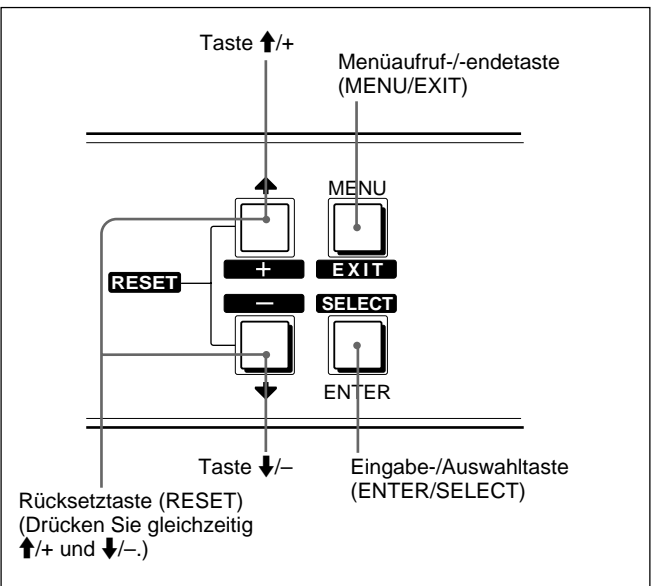 Taste ⬆/+
Menüaufruf-/-endetaste
(MENU/EXIT)
MENU
+
EXIT
RESET
–
SELECT
ENTER
Taste ⬇/–
Eingabe-/Auswahltaste
(ENTER/SELECT)
Rücksetztaste (RESET)
(Drücken Sie gleichzeitig
⬆/+ und ⬇/–.)